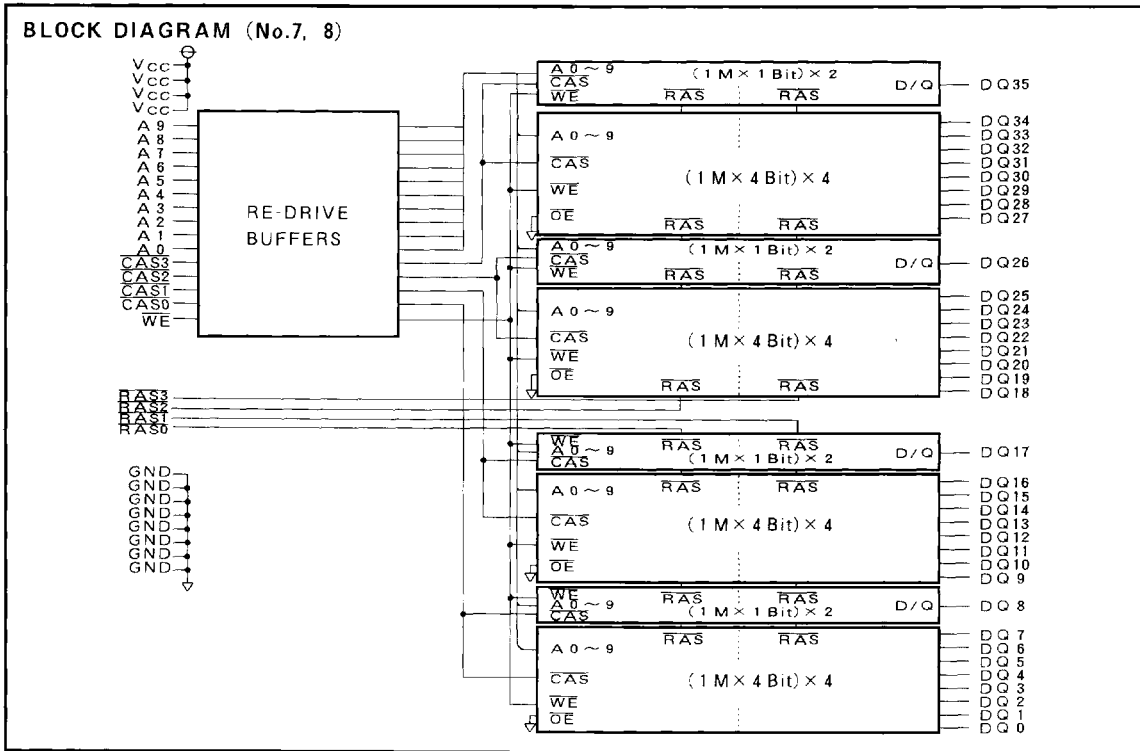 BLOCK DIAGRAM (No.7, 8)
VCC
VCC
VCC
VCC
A9
A8
A7
A6
A5
A4
A3
A2
A1
A0
CAS3
CAS2
CAS1
CAS0
WE
RE-DRIVE
BUFFERS
RAS3
RAS2
RAS1
RAS0
GND
GND
GND
GND
GND
GND
GND
GND
A0~9
CAS
WE
(1M×1Bit)×2
RAS
RAS
D/Q
DQ35
A0~9
CAS
WE
OE
(1M×4Bit)×4
RAS
RAS
DQ34
DQ33
DQ32
DQ31
DQ30
DQ29
DQ28
DQ27
A0~9
CAS
WE
(1M×1Bit)×2
RAS
RAS
D/Q
DQ26
A0~9
CAS
WE
OE
(1M×4Bit)×4
RAS
RAS
DQ25
DQ24
DQ23
DQ22
DQ21
DQ20
DQ19
DQ18
WE
A0~9
CAS
RAS
RAS
(1M×1Bit)×2
D/Q
DQ17
A0~9
CAS
WE
OE
RAS
RAS
(1M×4Bit)×4
DQ16
DQ15
DQ14
DQ13
DQ12
DQ11
DQ10
DQ9
WE
A0~9
CAS
RAS
RAS
(1M×1Bit)×2
D/Q
DQ8
A0~9
CAS
WE
OE
RAS
RAS
(1M×4Bit)×4
DQ7
DQ6
DQ5
DQ4
DQ3
DQ2
DQ1
DQ0